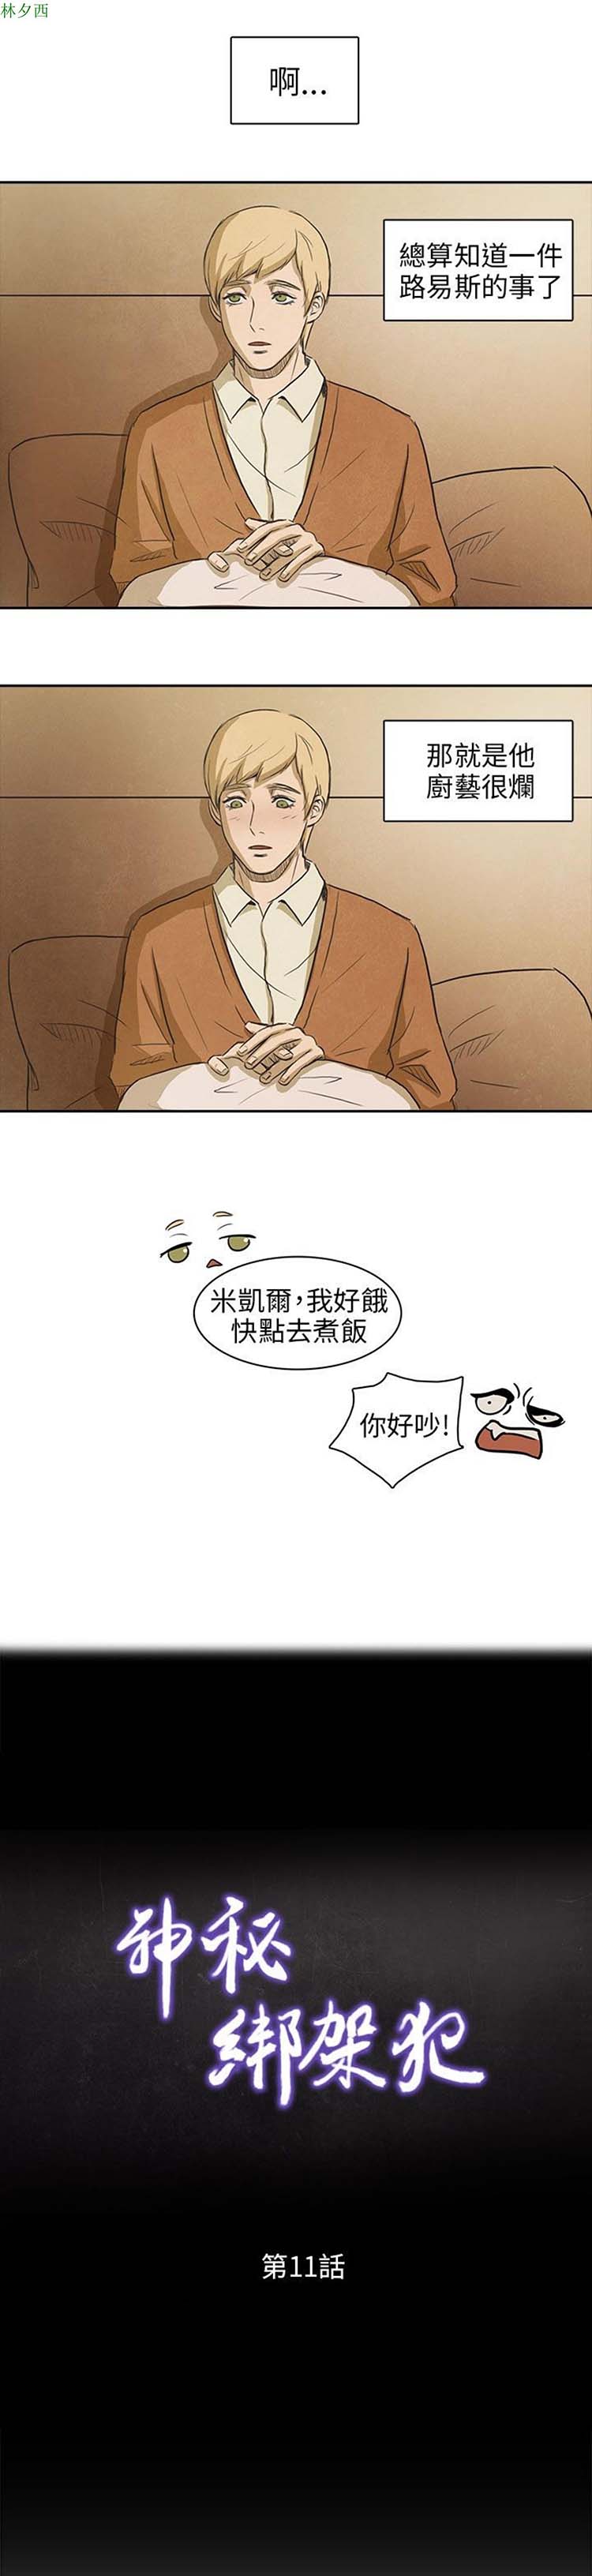 林夕西
啊...
總算知道一件
路易斯的事了
那就是他
廚藝很爛
米凱爾，我好餓
快點去煮飯
你好吵!
神秘
綁架犯
第11話